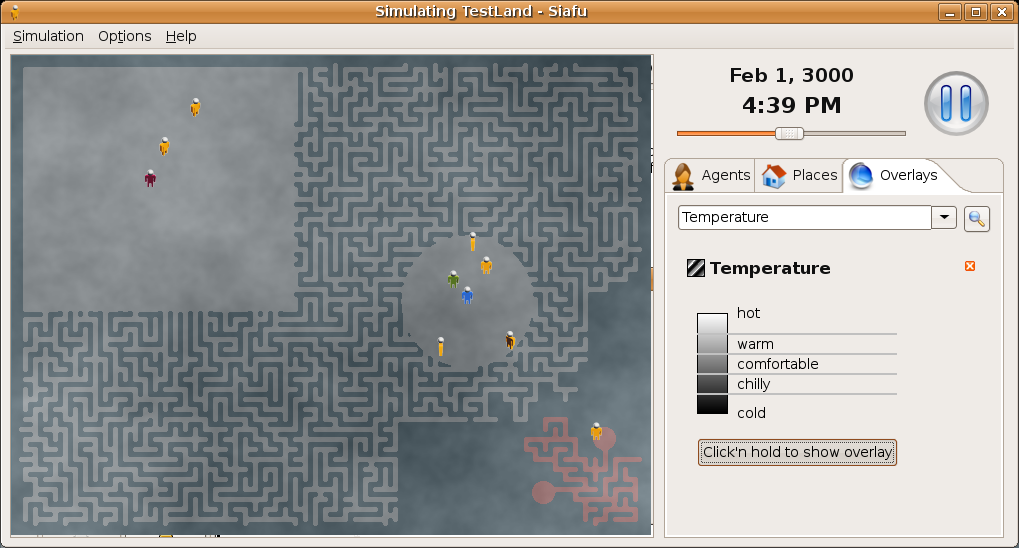 Simulating TestLand - Siafu
Simulation Options Help
Feb 1, 3000
4:39 PM
Agents Places Overlays
Temperature
Temperature
hot
warm
comfortable
chilly
cold
Click'n hold to show overlay